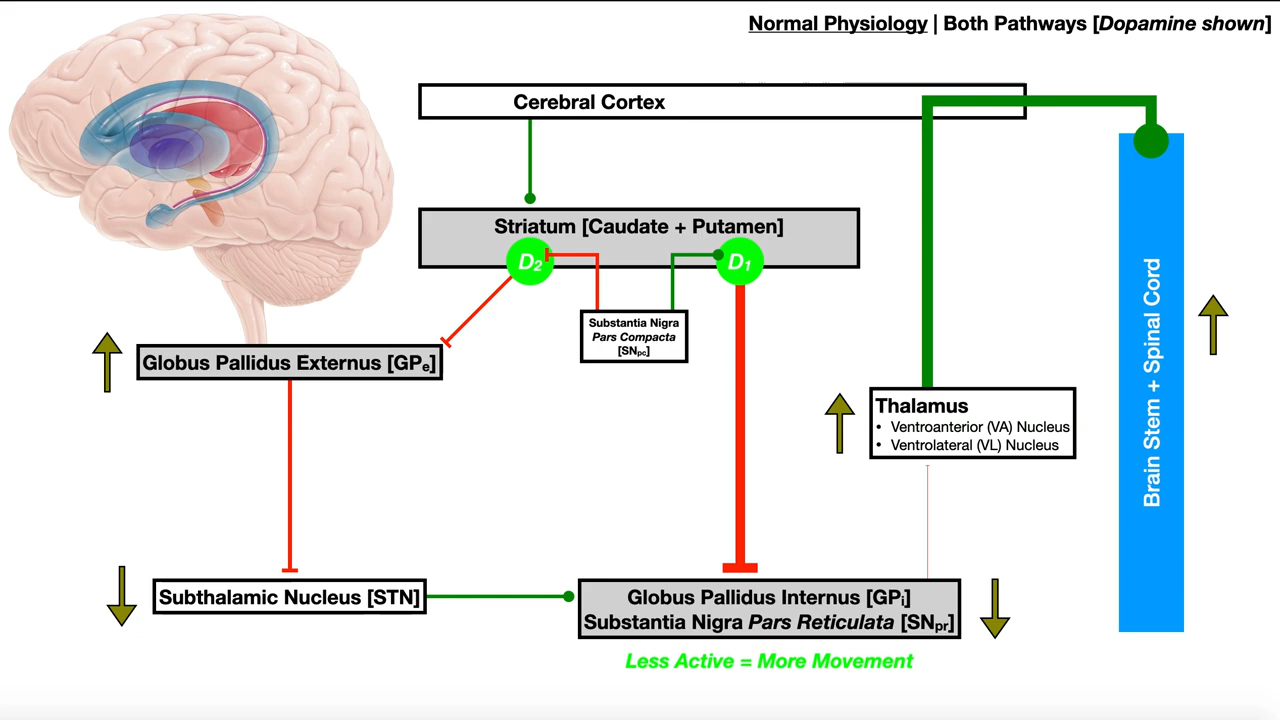 Normal Physiology | Both Pathways [Dopamine shown]
Cerebral Cortex
Striatum [Caudate + Putamen]
D2
D1
Substantia Nigra
Pars Compacta
[SNpc]
Globus Pallidus Externus [GPe]
Thalamus
• Ventroanterior (VA) Nucleus
• Ventrolateral (VL) Nucleus
Brain Stem + Spinal Cord
Subthalamic Nucleus [STN]
Globus Pallidus Internus [GPi]
Substantia Nigra Pars Reticulata [SNpr]
Less Active = More Movement